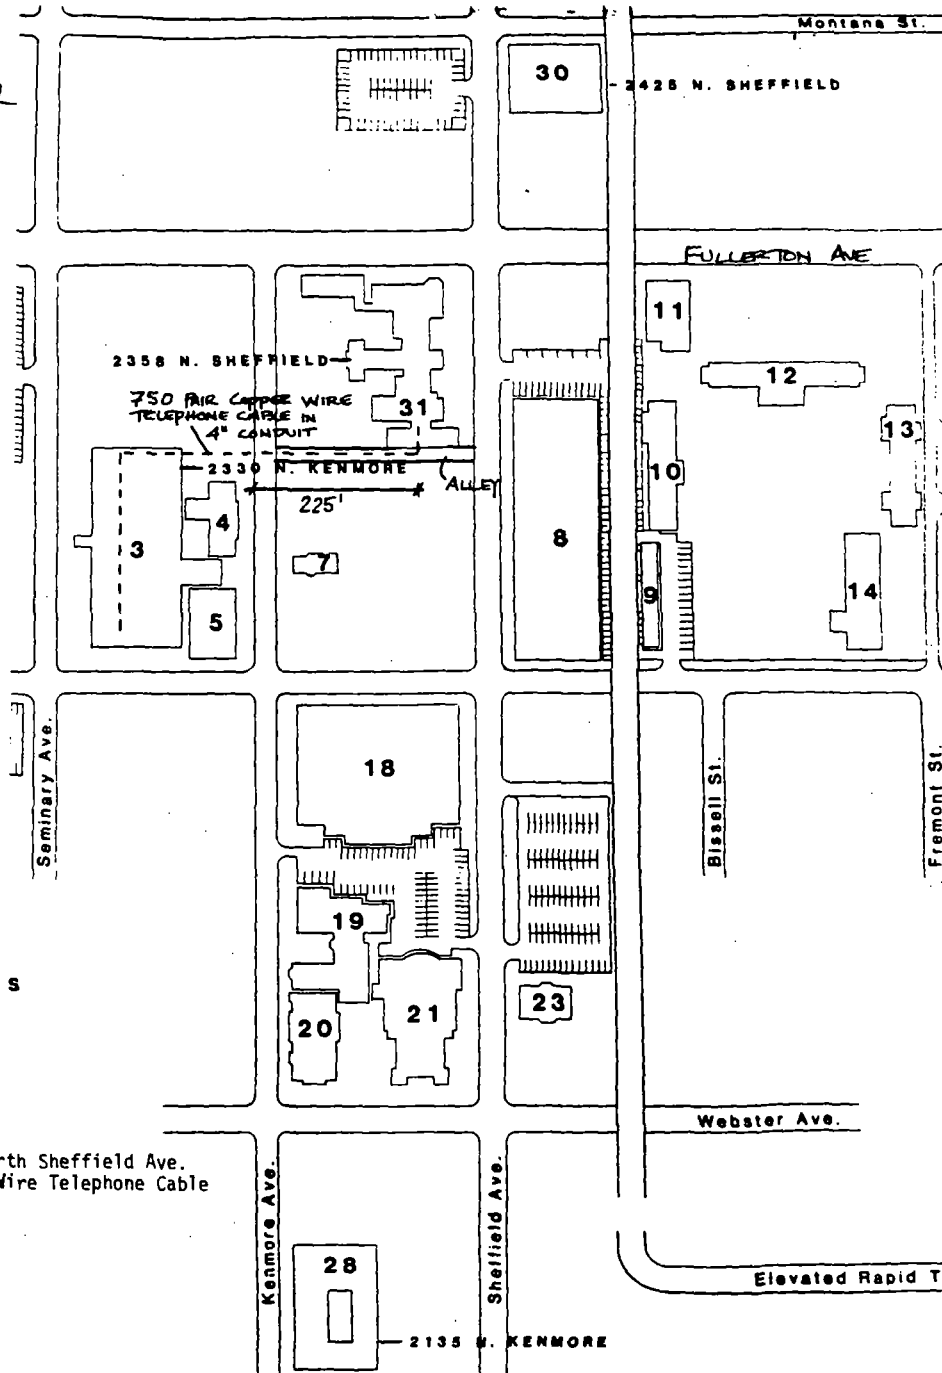 Montana St.
30
2425 N. SHEFFIELD
FULLERTON AVE
11
2358 N. SHEFFIELD
12
750 PAIR COPPER WIRE
TELEPHONE CABLE IN
4" CONDUIT
31
13
2330 N. KENMORE
10
ALLEY
225'
4
3
8
7
9
14
5
Seminary Ave.
18
Bissell St.
Fremont St.
19
S
20
21
23
Webster Ave.
rth Sheffield Ave.
Wire Telephone Cable
Kenmore Ave.
Sheffield Ave.
28
Elevated Rapid T
2135 N. KENMORE